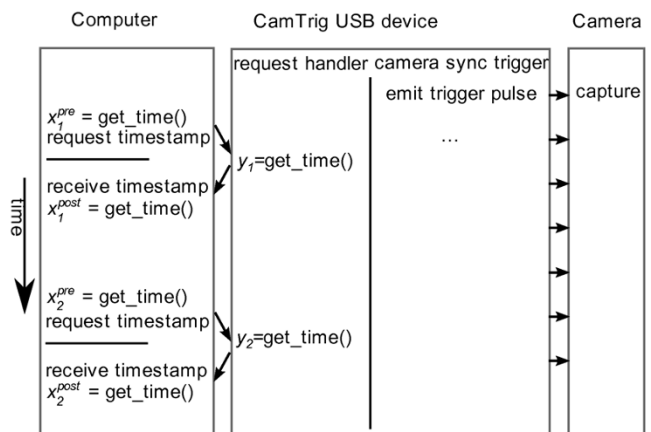 Computer
CamTrig USB device
Camera
request handler camera sync trigger
emit trigger pulse
capture
x₁ᵖʳᵉ = get_time()
request timestamp
...
y₁=get_time()
receive timestamp
x₁ᵖᵒˢᵗ = get_time()
time
x₂ᵖʳᵉ = get_time()
request timestamp
y₂=get_time()
receive timestamp
x₂ᵖᵒˢᵗ = get_time()